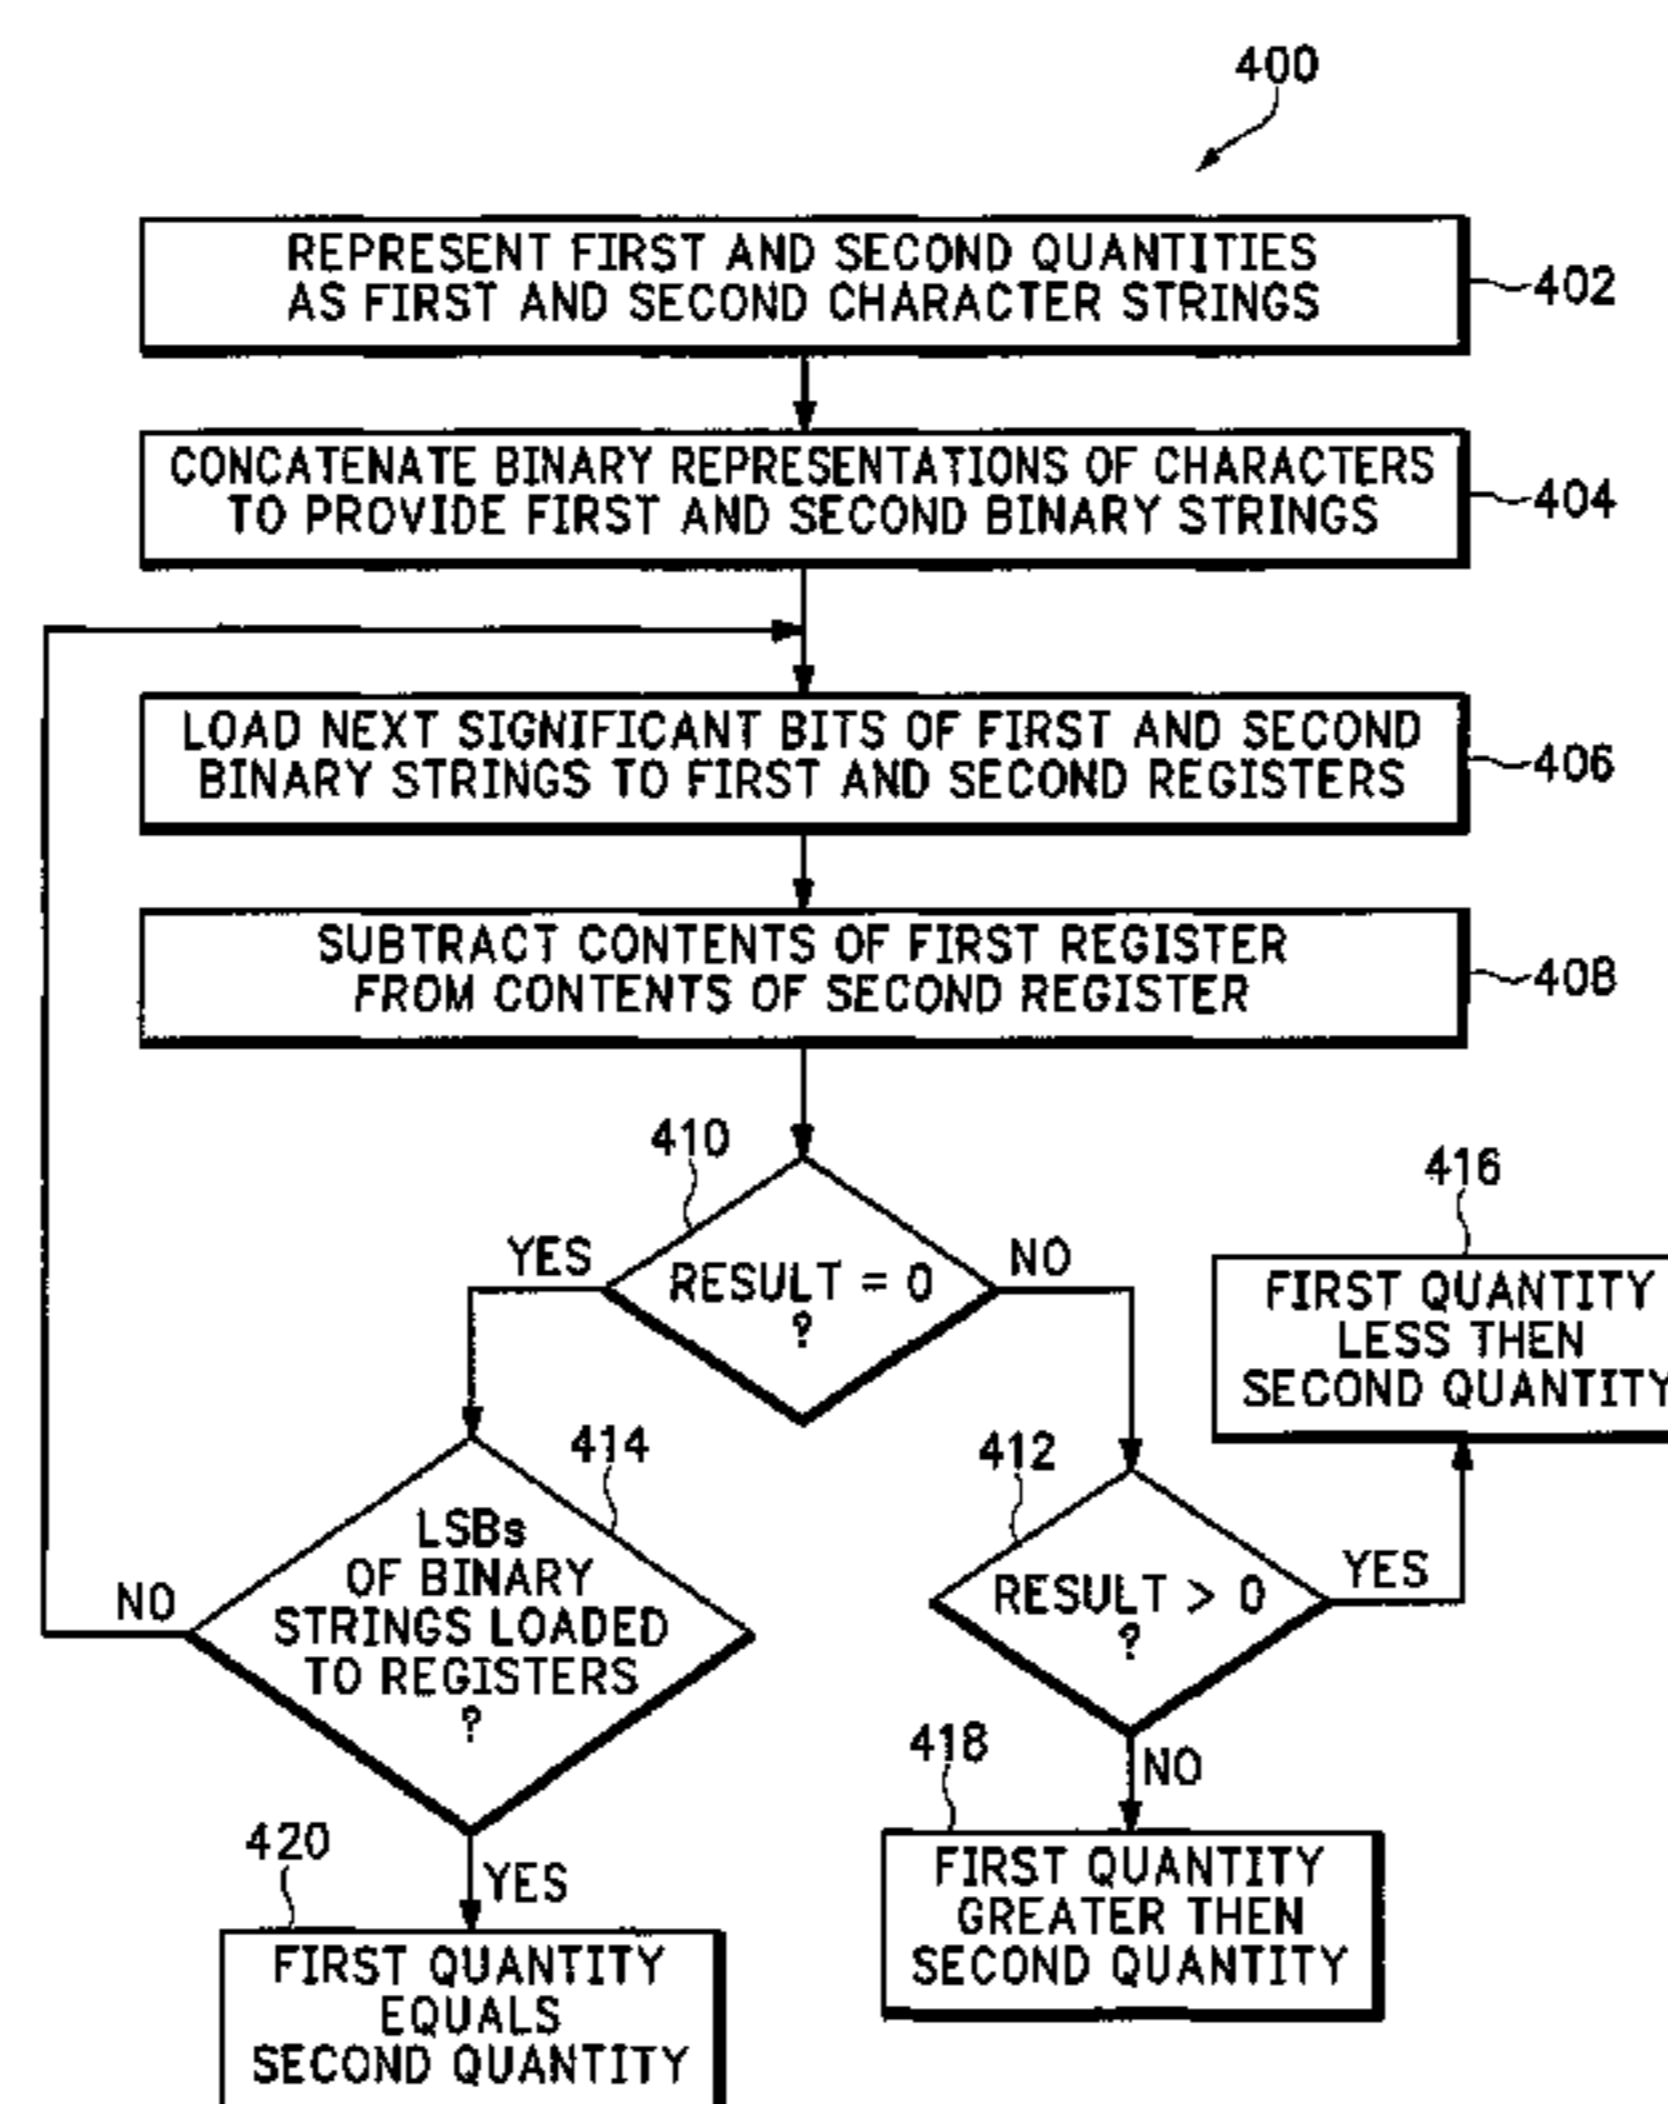 400
REPRESENT FIRST AND SECOND QUANTITIES
AS FIRST AND SECOND CHARACTER STRINGS
402
CONCATENATE BINARY REPRESENTATIONS OF CHARACTERS
TO PROVIDE FIRST AND SECOND BINARY STRINGS
404
LOAD NEXT SIGNIFICANT BITS OF FIRST AND SECOND
BINARY STRINGS TO FIRST AND SECOND REGISTERS
406
SUBTRACT CONTENTS OF FIRST REGISTER
FROM CONTENTS OF SECOND REGISTER
408
410
YES
RESULT = 0
?
NO
416
FIRST QUANTITY
LESS THEN
SECOND QUANTITY
414
LSBs
OF BINARY
STRINGS LOADED
TO REGISTERS
?
NO
412
RESULT > 0
?
YES
NO
418
FIRST QUANTITY
GREATER THEN
SECOND QUANTITY
YES
420
FIRST QUANTITY
EQUALS
SECOND QUANTITY